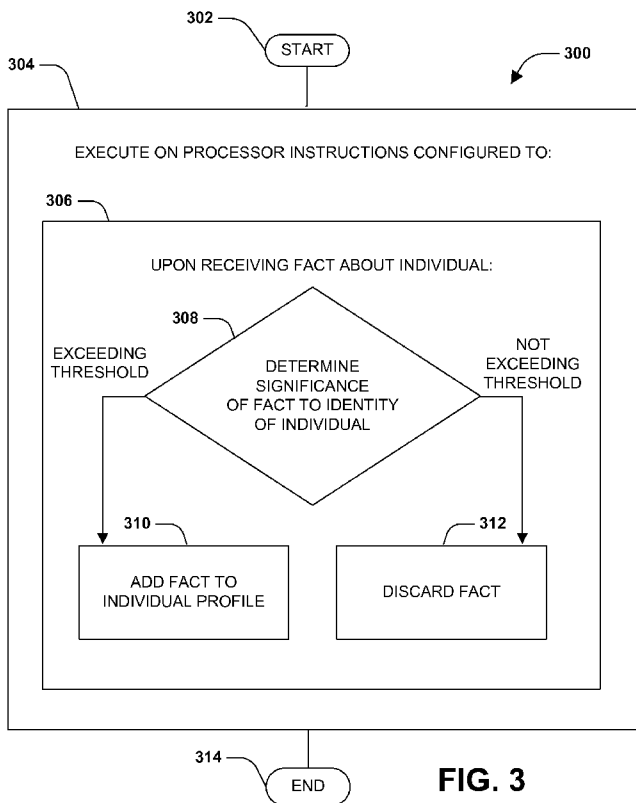 302
START
300
304
EXECUTE ON PROCESSOR INSTRUCTIONS CONFIGURED TO:
306
UPON RECEIVING FACT ABOUT INDIVIDUAL:
308
EXCEEDING
THRESHOLD
NOT
EXCEEDING
THRESHOLD
DETERMINE
SIGNIFICANCE
OF FACT TO IDENTITY
OF INDIVIDUAL
310
312
ADD FACT TO
INDIVIDUAL PROFILE
DISCARD FACT
314
END
FIG. 3